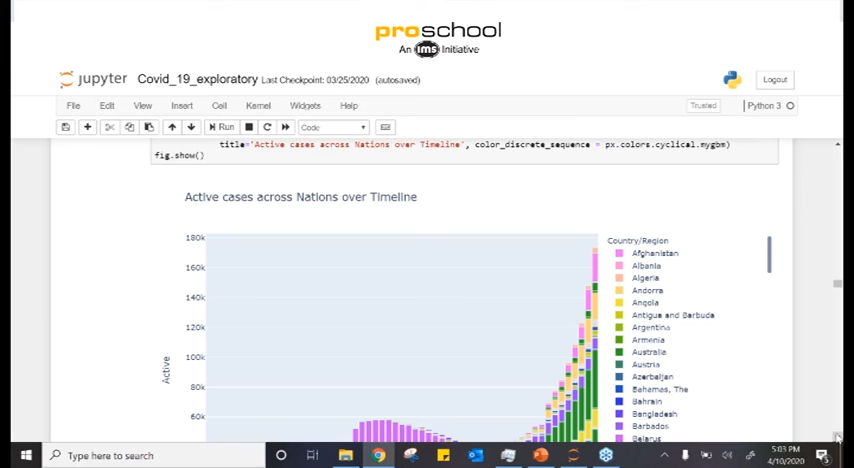 proschool
An ims Initiative
jupyter Covid_19_exploratory Last Checkpoint: 03/25/2020 (autosaved)
Logout
File Edit View Insert Cell Kernel Widgets Help
Trusted Python 3
Run Code
title='Active cases across Nations over Timeline', color_discrete_sequence = px.colors.cyclical.mygbm)
fig.show()
Active cases across Nations over Timeline
180k
160k
140k
120k
100k
80k
60k
Active
Country/Region
Afghanistan
Albania
Algeria
Andorra
Angola
Antigua and Barbuda
Argentina
Armenia
Australia
Austria
Azerbaijan
Bahamas, The
Bahrain
Bangladesh
Barbados
Belarus
Type here to search
5:03 PM
4/10/2020